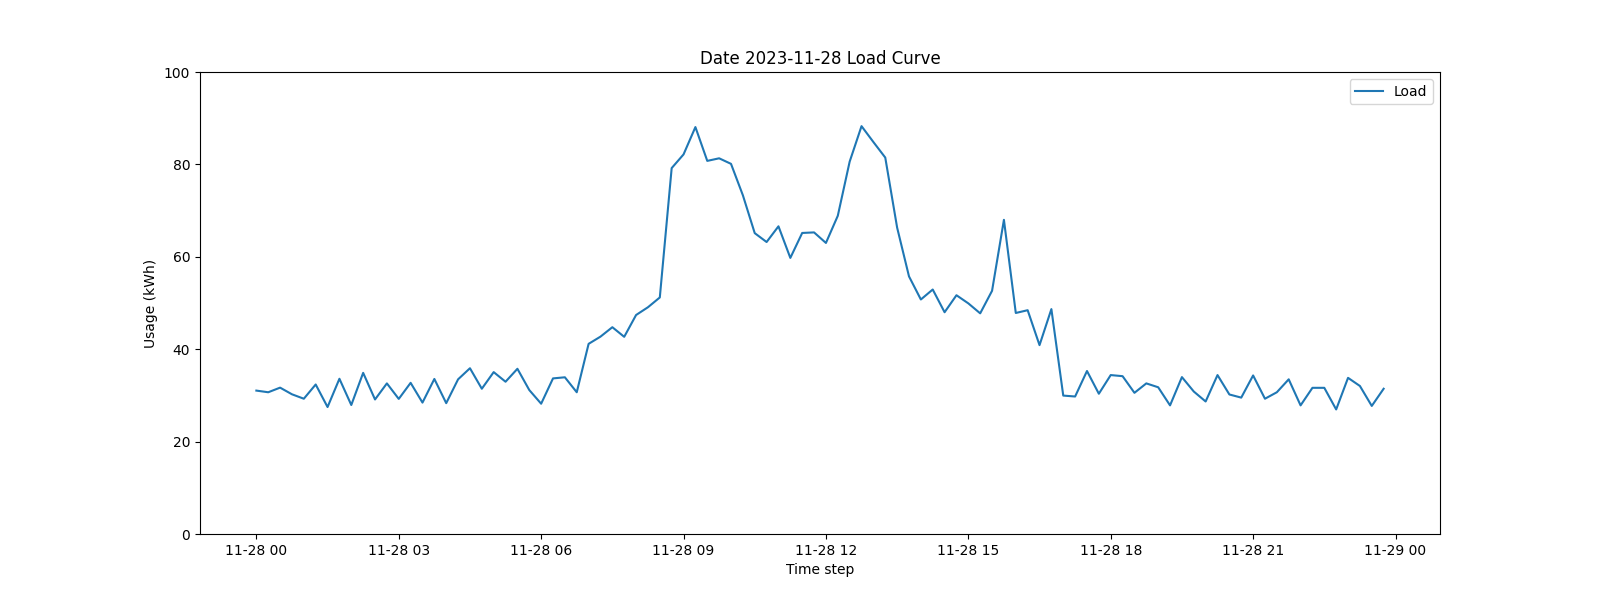 Date 2023-11-28 Load Curve
Load
Usage (kWh)
100
80
60
40
20
0
11-28 00 11-28 03 11-28 06 11-28 09 11-28 12 11-28 15 11-28 18 11-28 21 11-29 00
Time step